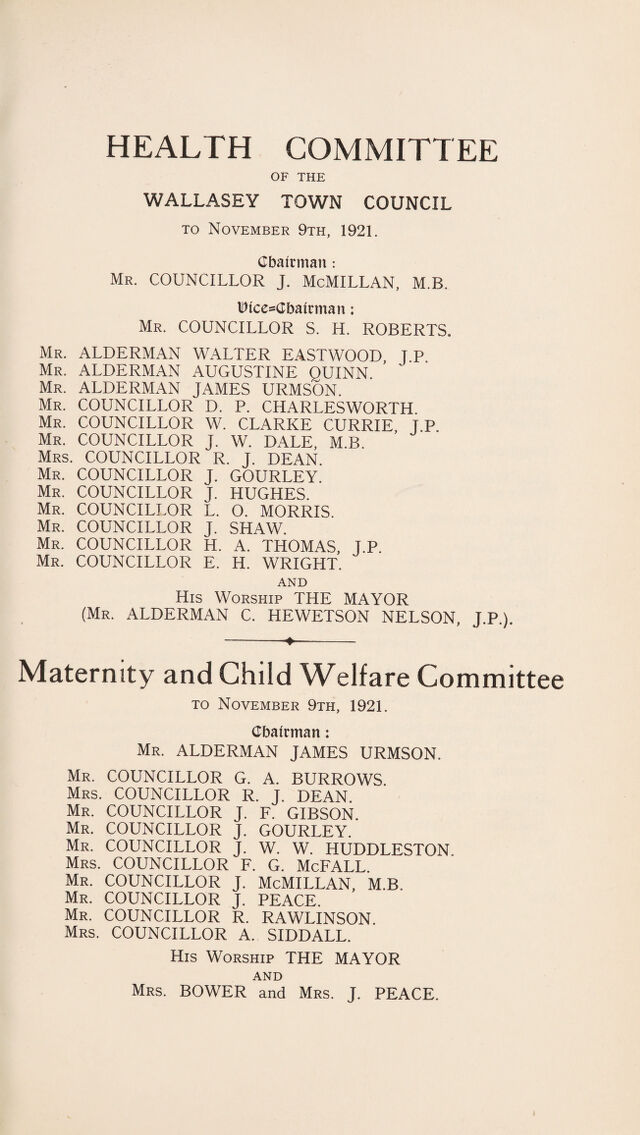 HEALTH COMMITTEE
OF THE
WALLASEY TOWN COUNCIL
TO NOVEMBER 9TH, 1921.
Chairman :
MR. COUNCILLOR J. McMILLAN, M.B.
Vice=Chairman :
MR. COUNCILLOR S. H. ROBERTS.
MR. ALDERMAN WALTER EASTWOOD, J.P.
MR. ALDERMAN AUGUSTINE QUINN.
MR. ALDERMAN JAMES URMSON.
MR. COUNCILLOR D. P. CHARLESWORTH.
MR. COUNCILLOR W. CLARKE CURRIE, J.P.
MR. COUNCILLOR J. W. DALE, M.B.
MRS. COUNCILLOR R. J. DEAN.
MR. COUNCILLOR J. GOURLEY.
MR. COUNCILLOR J. HUGHES.
MR. COUNCILLOR L. O. MORRIS.
MR. COUNCILLOR J. SHAW.
MR. COUNCILLOR H. A. THOMAS, J.P.
MR. COUNCILLOR E. H. WRIGHT.
AND
HIS WORSHIP THE MAYOR
(MR. ALDERMAN C. HEWETSON NELSON, J.P.).
Maternity and Child Welfare Committee
TO NOVEMBER 9TH, 1921.
Chairman :
MR. ALDERMAN JAMES URMSON.
MR. COUNCILLOR G. A. BURROWS.
MRS. COUNCILLOR R. J. DEAN.
MR. COUNCILLOR J. F. GIBSON.
MR. COUNCILLOR J. GOURLEY.
MR. COUNCILLOR J. W. W. HUDDLESTON.
MRS. COUNCILLOR F. G. McFALL.
MR. COUNCILLOR J. McMILLAN, M.B.
MR. COUNCILLOR J. PEACE.
MR. COUNCILLOR R. RAWLINSON.
MRS. COUNCILLOR A. SIDDALL.
HIS WORSHIP THE MAYOR
AND
MRS. BOWER and MRS. J. PEACE.